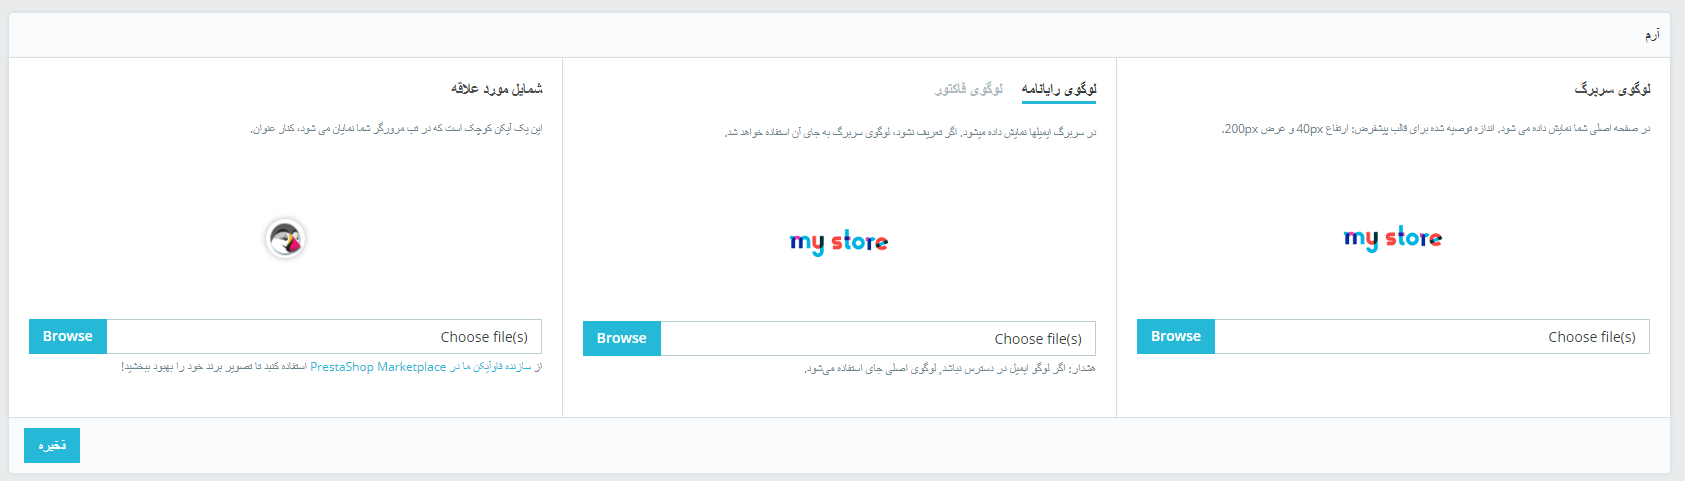 آرم
لوگوی سربرگ
در صفحه اصلی شما نمایش داده می شود. اندازه توصیه شده برای قالب پیشفرض: ارتفاع 40px و عرض 200px.
my store
Choose file(s)
Browse
لوگوی رایانامه
لوگوی فاکتور
در سربرگ ایمیلها نمایش داده میشود. اگر تعریف نشود، لوگوی سربرگ به جای آن استفاده خواهد شد.
my store
Choose file(s)
Browse
هشدار: اگر لوگو ایمیل در دسترس نباشد, لوگوی اصلی جای استفاده می‌شود.
شمایل مورد علاقه
این یک آیکن کوچک است که در تب مرورگر شما نمایان می شود، کنار عنوان.
Choose file(s)
Browse
از سازنده فاوآیکن ما در PrestaShop Marketplace استفاده کنید تا تصویر برند خود را بهبود ببخشید!
ذخیره